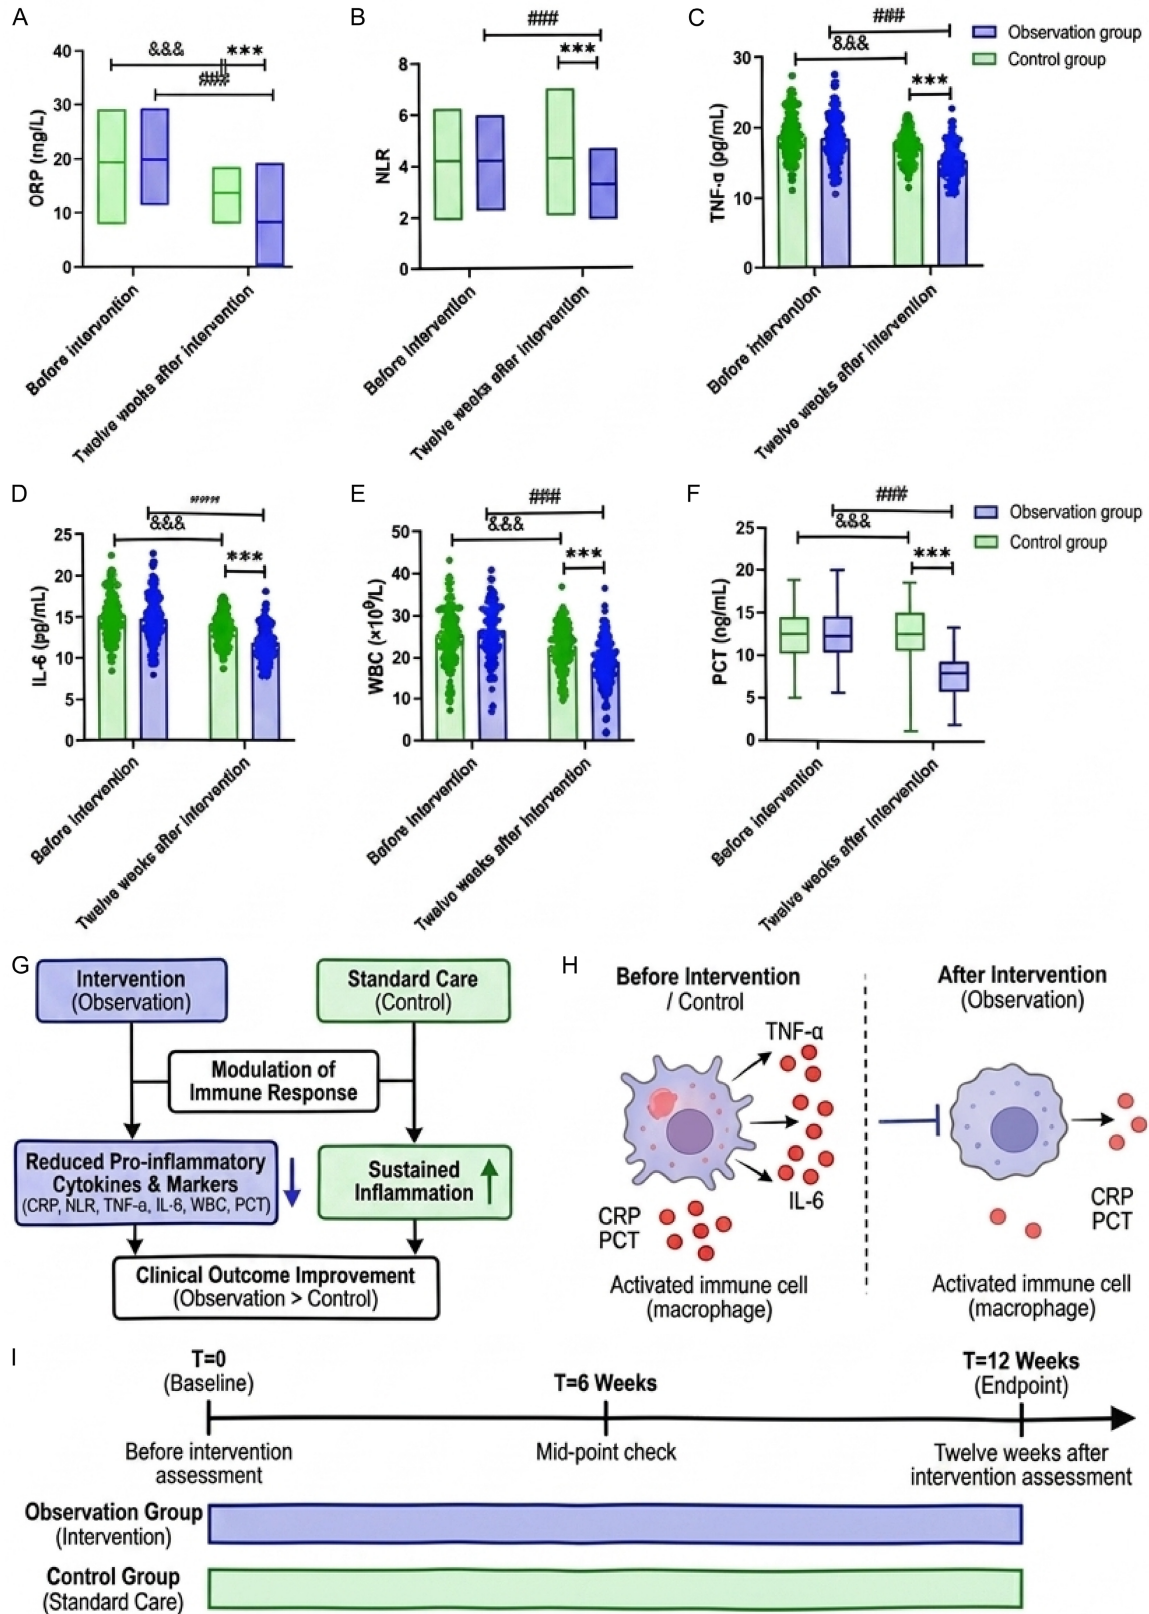 A
ORP (mg/L)
40
30
20
10
0
&&&
***
###
Before intervention
Twelve weeks after intervention
B
NLR
8
6
4
2
0
###
***
Before intervention
Twelve weeks after intervention
C
TNF-α (pg/mL)
30
20
10
0
###
&&&
***
Before intervention
Twelve weeks after intervention
Observation group
Control group
D
IL-6 (pg/mL)
25
20
15
10
5
0
&&&
***
Before intervention
Twelve weeks after intervention
E
WBC (×10⁹/L)
50
40
30
20
10
0
###
&&&
***
Before intervention
Twelve weeks after intervention
F
PCT (ng/mL)
25
20
15
10
5
0
###
&&&
***
Before intervention
Twelve weeks after intervention
Observation group
Control group
G
Intervention
(Observation)
Standard Care
(Control)
Modulation of
Immune Response
Reduced Pro-inflammatory
Cytokines & Markers
(CRP, NLR, TNF-α, IL-6, WBC, PCT)
Sustained
Inflammation
Clinical Outcome Improvement
(Observation > Control)
H
Before Intervention
/ Control
TNF-α
IL-6
CRP
PCT
Activated immune cell
(macrophage)
After Intervention
(Observation)
CRP
PCT
Activated immune cell
(macrophage)
I
T=0
(Baseline)
T=6 Weeks
T=12 Weeks
(Endpoint)
Before intervention
assessment
Mid-point check
Twelve weeks after
intervention assessment
Observation Group
(Intervention)
Control Group
(Standard Care)